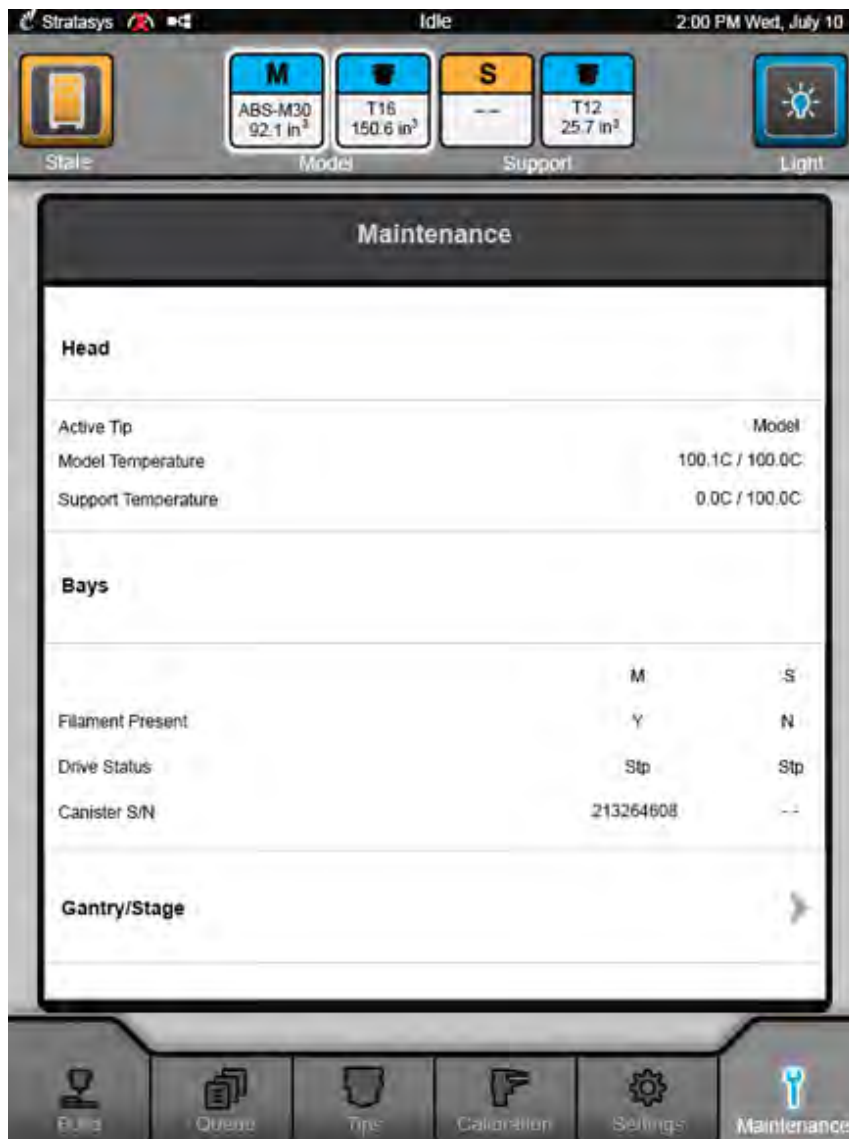 Stratasys Idle 2:00 PM Wed, July 10
M S
ABS-M30 T16 -- T12
92.1 in³ 150.6 in³ 25.7 in³
State Model Support Light
Maintenance
Head
Active Tip Model
Model Temperature 100.1C / 100.0C
Support Temperature 0.0C / 100.0C
Bays
M S
Filament Present Y N
Drive Status Stp Stp
Canister S/N 213264608 --
Gantry/Stage
Build Queue Tips Calibration Settings Maintenance